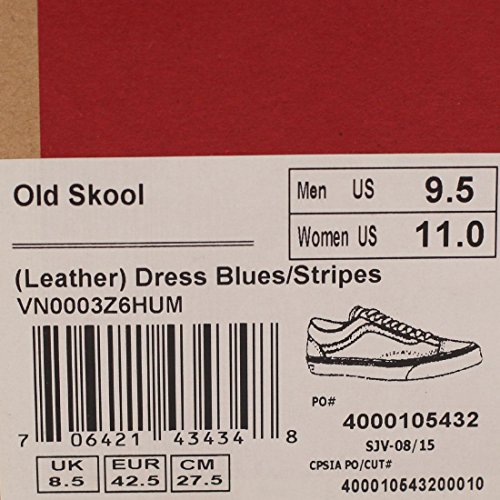 Old Skool
Men US 9.5
Women US 11.0
(Leather) Dress Blues/Stripes
VN0003Z6HUM
7 06421 43434 8
PO#
4000105432
SJV-08/15
CPSIA PO/CUT#
400010543200010
UK EUR CM
8.5 42.5 27.5